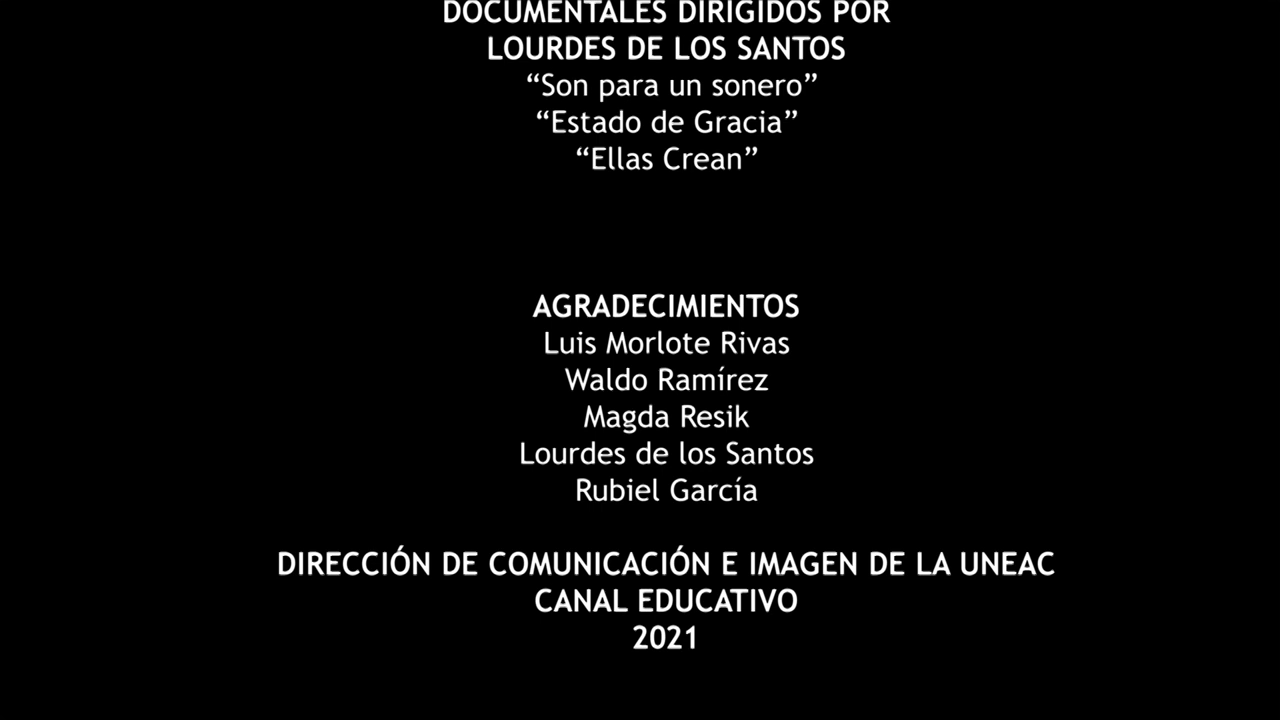 DOCUMENTALES DIRIGIDOS POR
LOURDES DE LOS SANTOS
“Son para un sonero”
“Estado de Gracia”
“Ellas Crean”
AGRADECIMIENTOS
Luis Morlote Rivas
Waldo Ramírez
Magda Resik
Lourdes de los Santos
Rubiel García
DIRECCIÓN DE COMUNICACIÓN E IMAGEN DE LA UNEAC
CANAL EDUCATIVO
2021